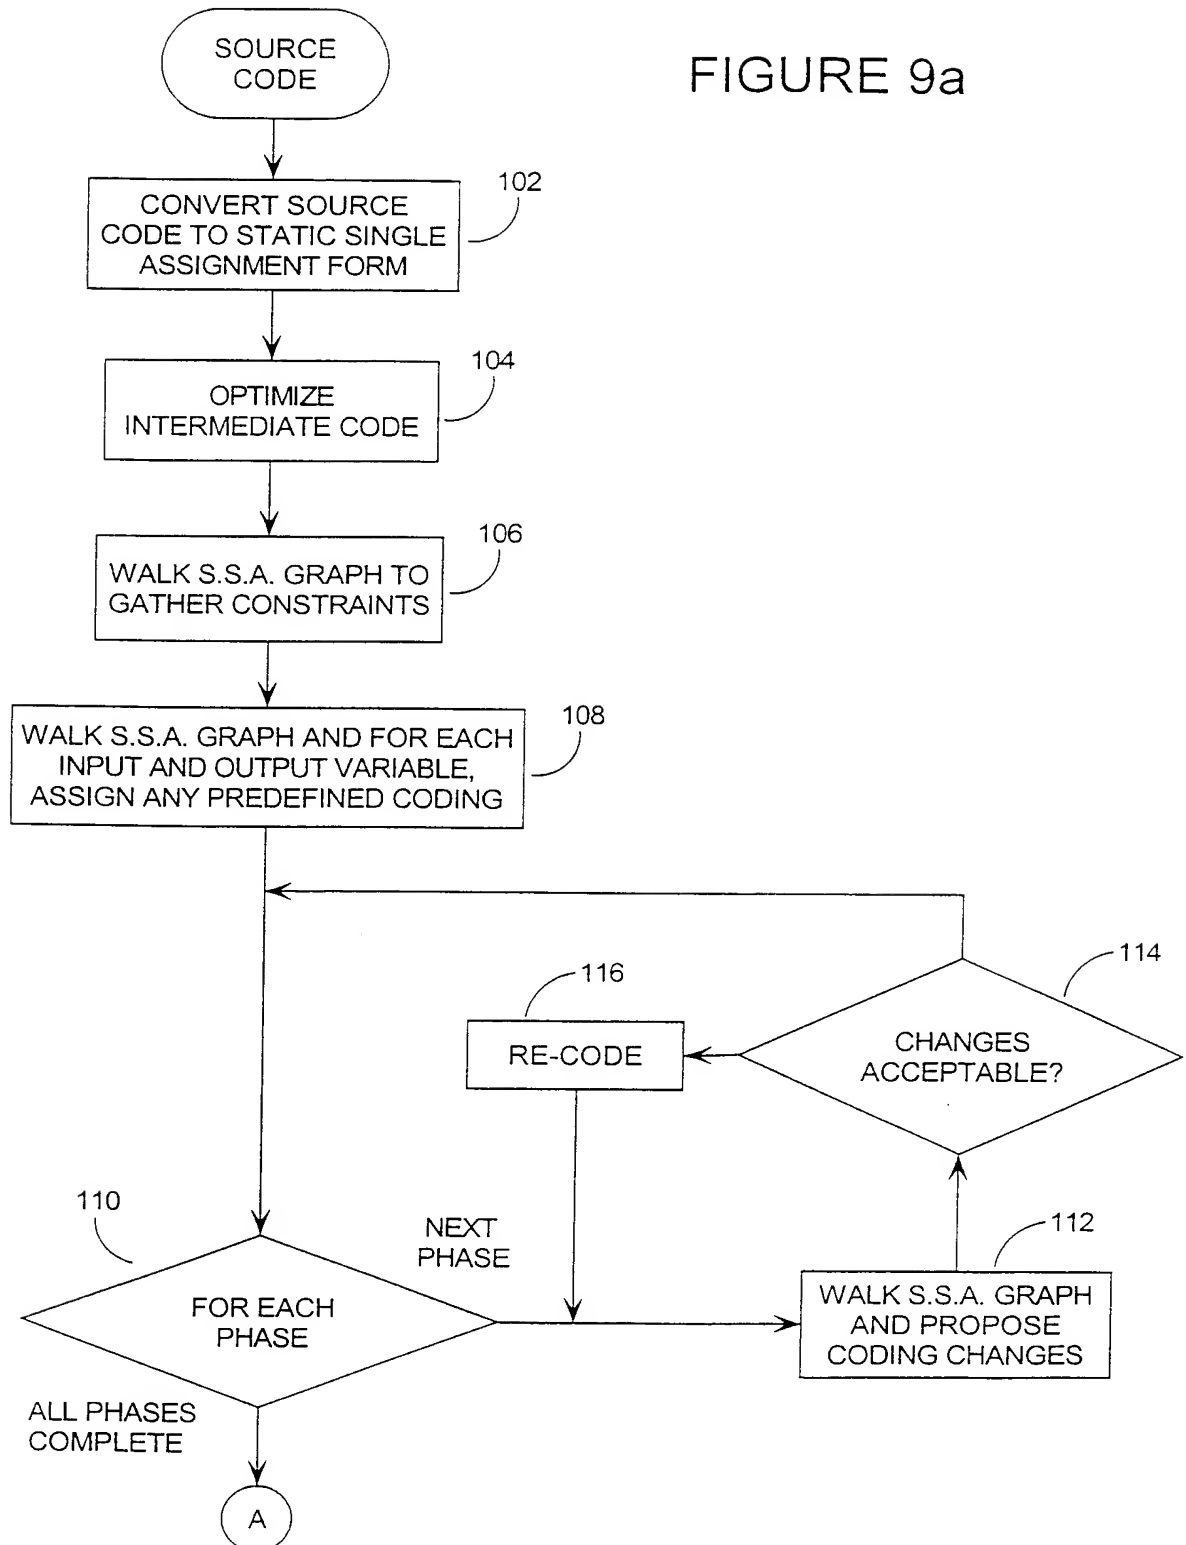 SOURCE
CODE
FIGURE 9a
102
CONVERT SOURCE
CODE TO STATIC SINGLE
ASSIGNMENT FORM
104
OPTIMIZE
INTERMEDIATE CODE
106
WALK S.S.A. GRAPH TO
GATHER CONSTRAINTS
108
WALK S.S.A. GRAPH AND FOR EACH
INPUT AND OUTPUT VARIABLE,
ASSIGN ANY PREDEFINED CODING
114
116
CHANGES
ACCEPTABLE?
RE-CODE
110
NEXT
PHASE
112
FOR EACH
PHASE
WALK S.S.A. GRAPH
AND PROPOSE
CODING CHANGES
ALL PHASES
COMPLETE
A